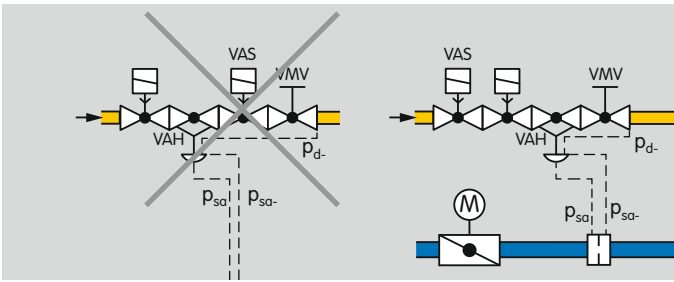 VAS
VMV
VAH
pd-
psa
psa-
VAS
VMV
VAH
pd-
psa
psa-
M